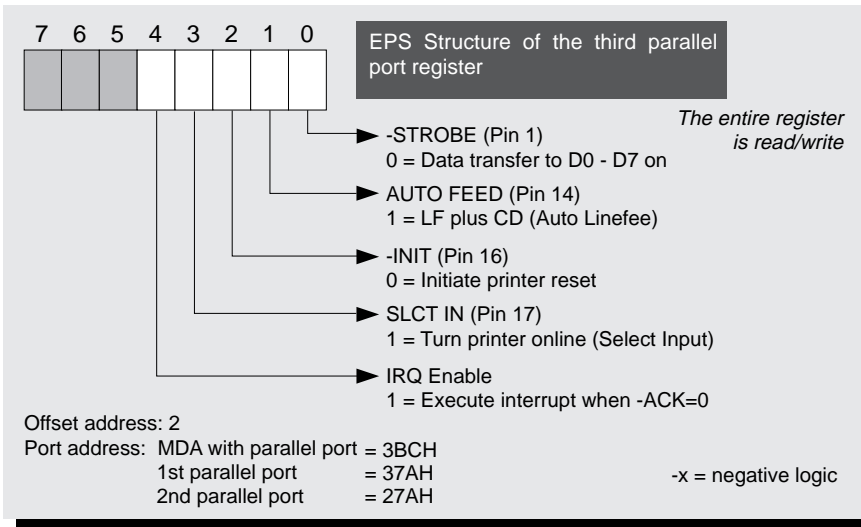 7 6 5 4 3 2 1 0
EPS Structure of the third parallel
port register
The entire register
is read/write
-STROBE (Pin 1)
0 = Data transfer to D0 - D7 on
AUTO FEED (Pin 14)
1 = LF plus CD (Auto Linefee)
-INIT (Pin 16)
0 = Initiate printer reset
SLCT IN (Pin 17)
1 = Turn printer online (Select Input)
IRQ Enable
1 = Execute interrupt when -ACK=0
Offset address: 2
Port address: MDA with parallel port = 3BCH
1st parallel port = 37AH
2nd parallel port = 27AH
-x = negative logic